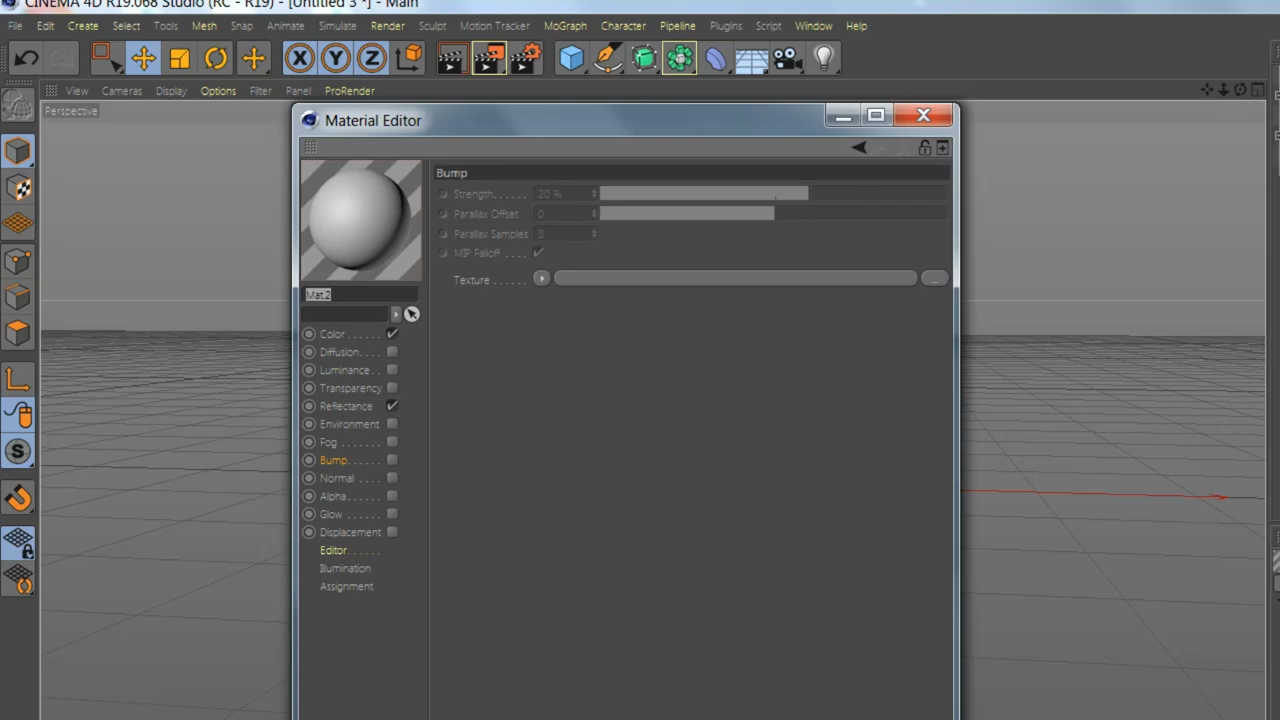 CINEMA 4D R19.068 Studio (RC - R19) - [Untitled 3 *] - Main
File Edit Create Select Tools Mesh Snap Animate Simulate Render Sculpt Motion Tracker MoGraph Character Pipeline Plugins Script Window Help
X Y Z
View Cameras Display Options Filter Panel ProRender
Perspective
Material Editor
Bump
Strength. . . . . . 20 %
Parallax Offset 0
Parallax Samples 8
MIP Falloff . . . .
Texture . . . . . . ...
Mat.2
Color . . . . . .
Diffusion. . . .
Luminance. .
Transparency
Reflectance
Environment
Fog . . . . . . .
Bump. . . . . .
Normal . . . .
Alpha. . . . . .
Glow . . . . . .
Displacement
Editor. . . . . .
Illumination
Assignment
S